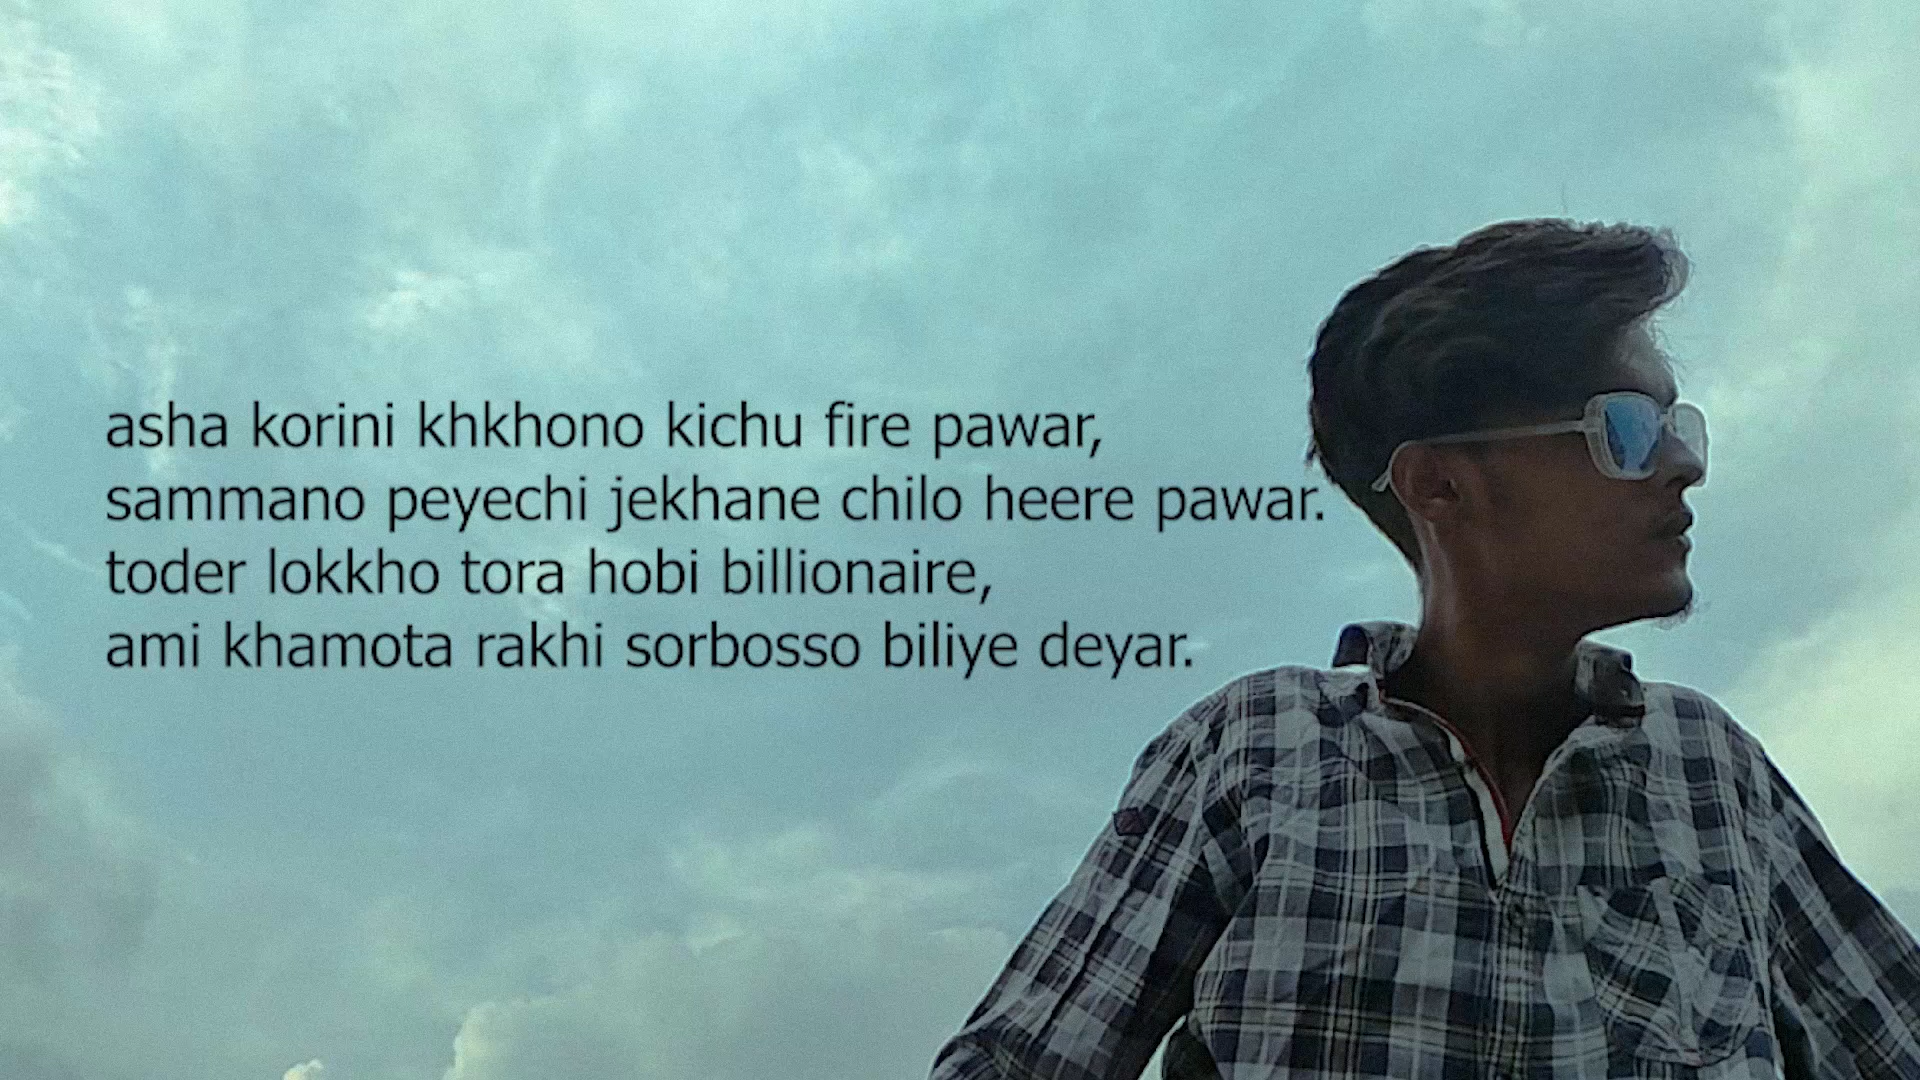 asha korini khkhono kichu fire pawar,
sammano peyechi jekhane chilo heere pawar.
toder lokkho tora hobi billionaire,
ami khamota rakhi sorbosso biliye deyar.